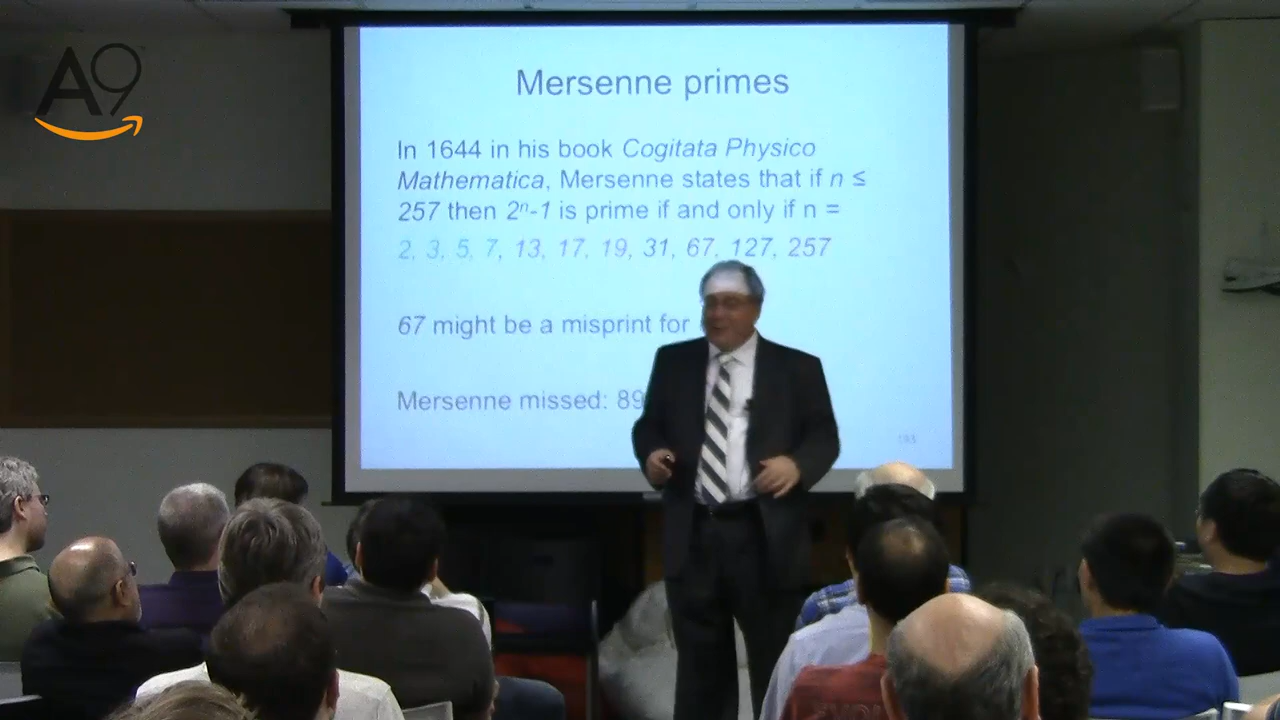 A9
Mersenne primes
In 1644 in his book Cogitata Physico
Mathematica, Mersenne states that if n ≤
257 then 2ⁿ-1 is prime if and only if n =
2, 3, 5, 7, 13, 17, 19, 31, 67, 127, 257
67 might be a misprint for
Mersenne missed: 89
193